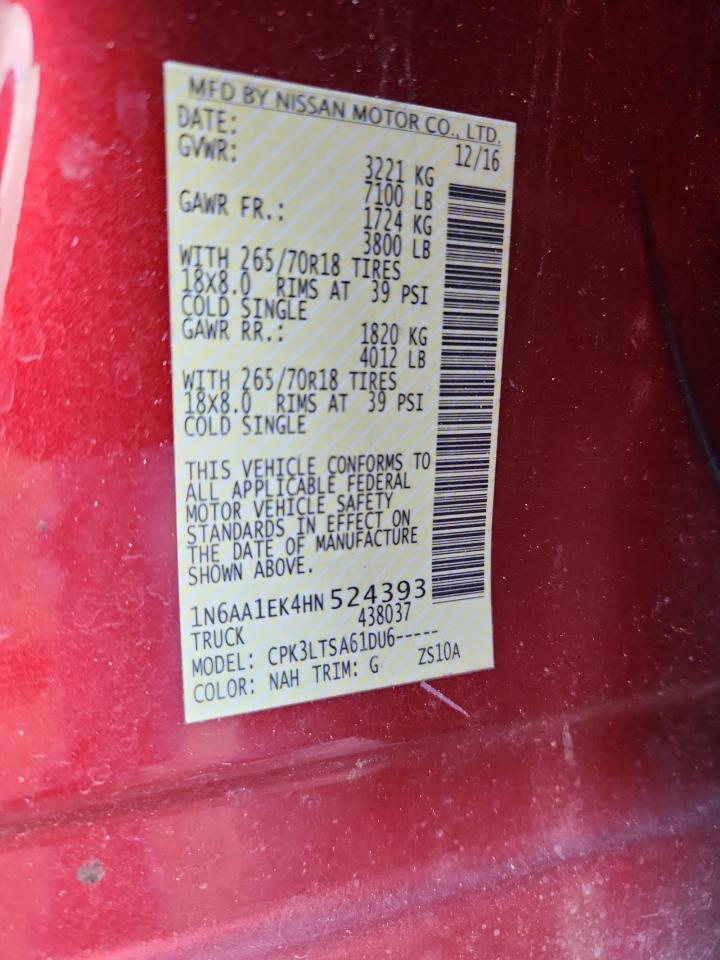 MFD BY NISSAN MOTOR CO., LTD.
DATE: 12/16
GVWR: 3221 KG
7100 LB
GAWR FR.: 1724 KG
3800 LB
WITH 265/70R18 TIRES
18X8.0 RIMS AT 39 PSI
COLD SINGLE
GAWR RR.: 1820 KG
4012 LB
WITH 265/70R18 TIRES
18X8.0 RIMS AT 39 PSI
COLD SINGLE
THIS VEHICLE CONFORMS TO
ALL APPLICABLE FEDERAL
MOTOR VEHICLE SAFETY
STANDARDS IN EFFECT ON
THE DATE OF MANUFACTURE
SHOWN ABOVE.
1N6AA1EK4HN524393
TRUCK 438037
MODEL: CPK3LTSA61DU6-----
COLOR: NAH TRIM: G ZS10A